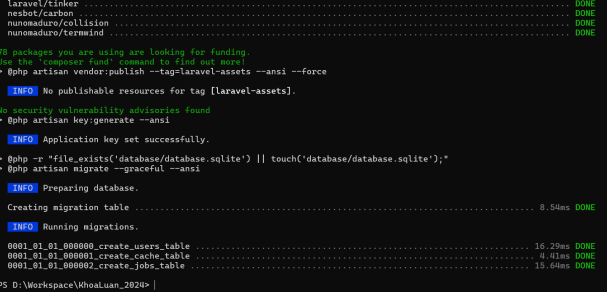 laravel/tinker ........ DONE
nesbot/carbon ........ DONE
nunomaduro/collision ........ DONE
nunomaduro/termwind ........ DONE
78 packages you are using are looking for funding.
Use the `composer fund` command to find out more!
> @php artisan vendor:publish --tag=laravel-assets --ansi --force
INFO No publishable resources for tag [laravel-assets].
No security vulnerability advisories found
> @php artisan key:generate --ansi
INFO Application key set successfully.
> @php -r "file_exists('database/database.sqlite') || touch('database/database.sqlite');"
> @php artisan migrate --graceful --ansi
INFO Preparing database.
Creating migration table ........ 8.54ms DONE
INFO Running migrations.
0001_01_01_000000_create_users_table ........ 16.29ms DONE
0001_01_01_000001_create_cache_table ........ 4.41ms DONE
0001_01_01_000002_create_jobs_table ........ 15.64ms DONE
PS D:\Workspace\KhoaLuan_2024>